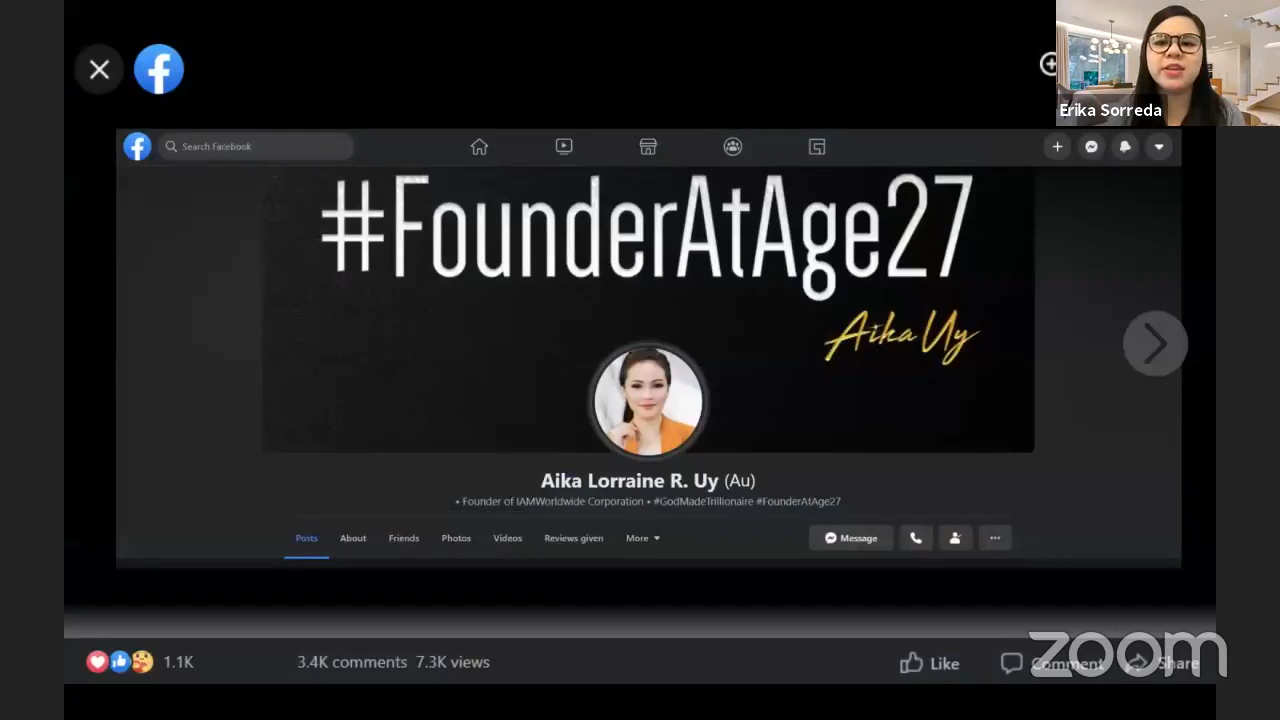 Erika Sorreda
Search Facebook
#FounderAtAge27
Aika Uy
Aika Lorraine R. Uy (Au)
• Founder of IAMWorldwide Corporation • #GodMadeTrillionaire #FounderAtAge27
Posts About Friends Photos Videos Reviews given More
Message
1.1K 3.4K comments 7.3K views
Like Comment Share
zoom